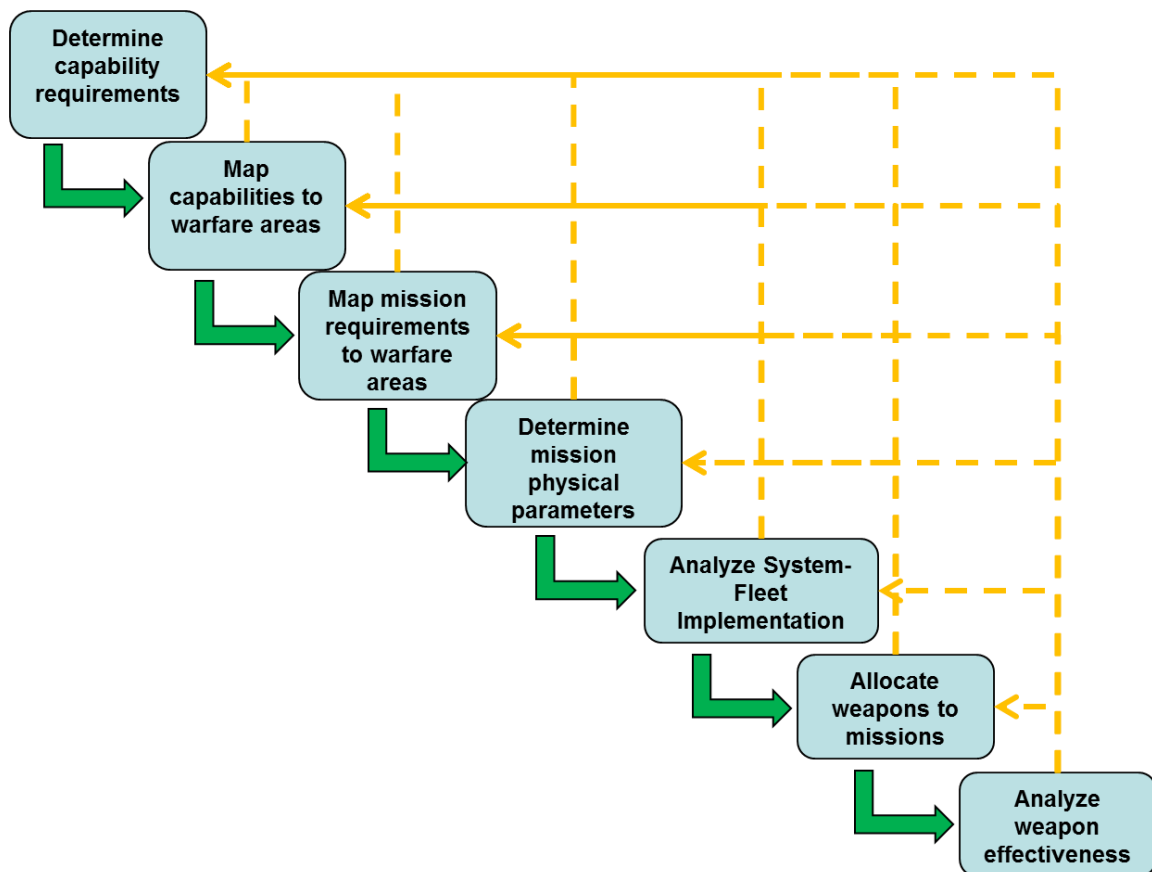 Determine
capability
requirements
Map
capabilities to
warfare areas
Map mission
requirements
to warfare
areas
Determine
mission
physical
parameters
Analyze System-
Fleet
Implementation
Allocate
weapons to
missions
Analyze
weapon
effectiveness